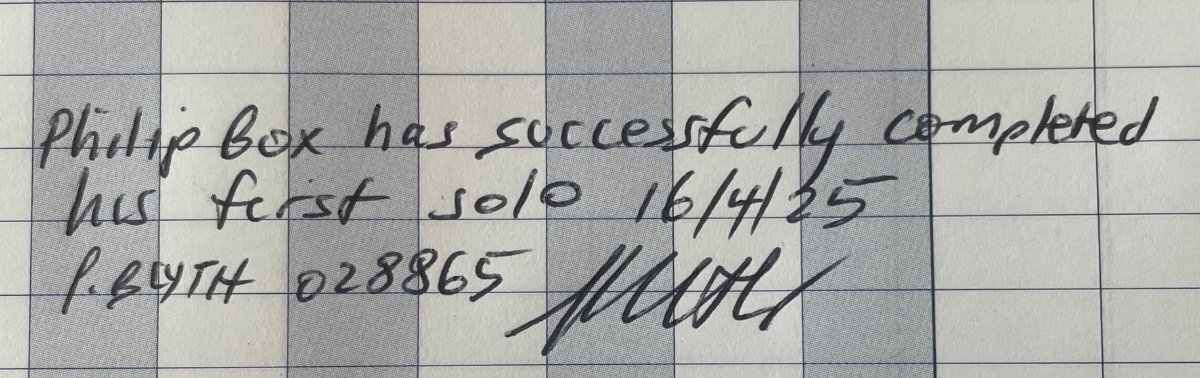 Philip Box has successfully completed
his first solo 16/4/25
P. BLYTH 028865